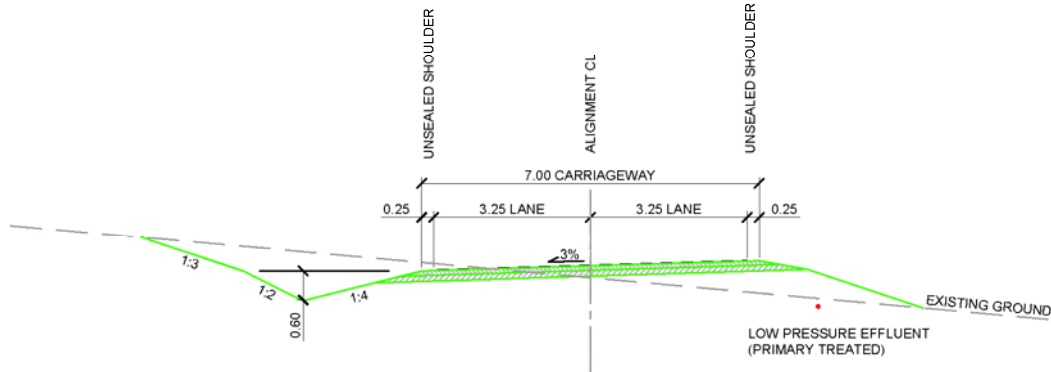 UNSEALED SHOULDER
ALIGNMENT CL
UNSEALED SHOULDER
7.00 CARRIAGEWAY
0.25
3.25 LANE
3.25 LANE
0.25
3%
1:3
1:2
1:4
0.60
EXISTING GROUND
LOW PRESSURE EFFLUENT
(PRIMARY TREATED)